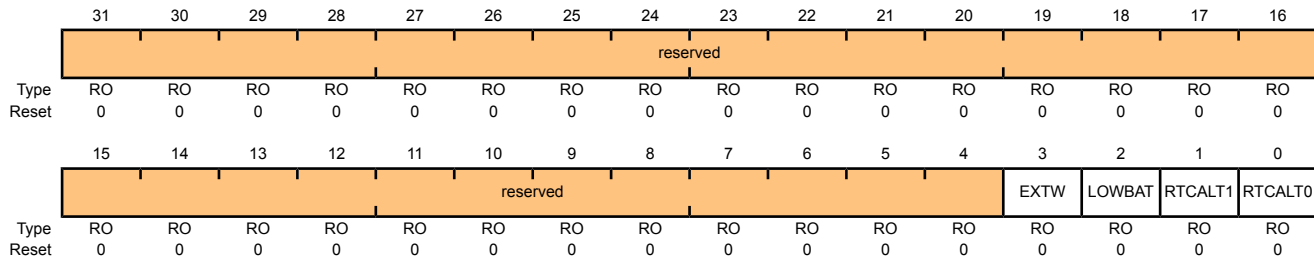 31 30 29 28 27 26 25 24 23 22 21 20 19 18 17 16
reserved
Type RO RO RO RO RO RO RO RO RO RO RO RO RO RO RO RO
Reset 0 0 0 0 0 0 0 0 0 0 0 0 0 0 0 0
15 14 13 12 11 10 9 8 7 6 5 4 3 2 1 0
reserved EXTW LOWBAT RTCALT1 RTCALT0
Type RO RO RO RO RO RO RO RO RO RO RO RO RO RO RO RO
Reset 0 0 0 0 0 0 0 0 0 0 0 0 0 0 0 0